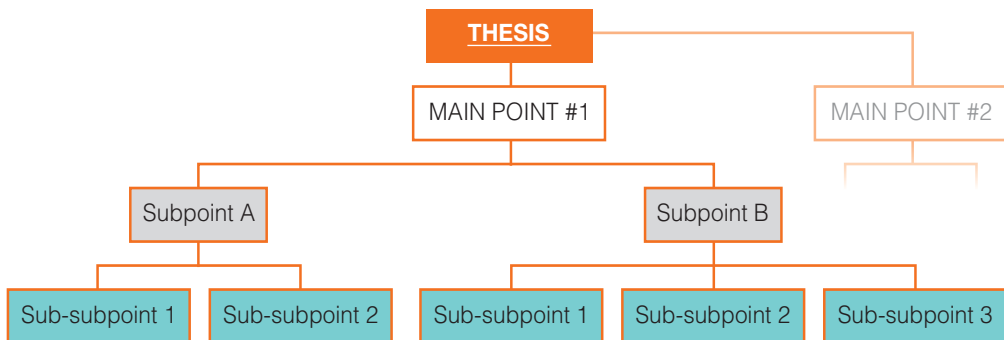 THESIS
MAIN POINT #1
MAIN POINT #2
Subpoint A
Subpoint B
Sub-subpoint 1
Sub-subpoint 2
Sub-subpoint 1
Sub-subpoint 2
Sub-subpoint 3